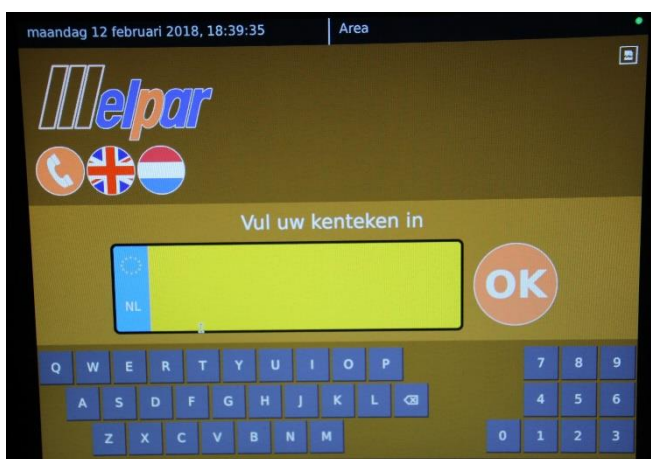 maandag 12 februari 2018, 18:39:35 Area
Welpar
Vul uw kenteken in
NL
OK
Q W E R T Y U I O P 7 8 9
A S D F G H J K L ⌫ 4 5 6
Z X C V B N M 0 1 2 3